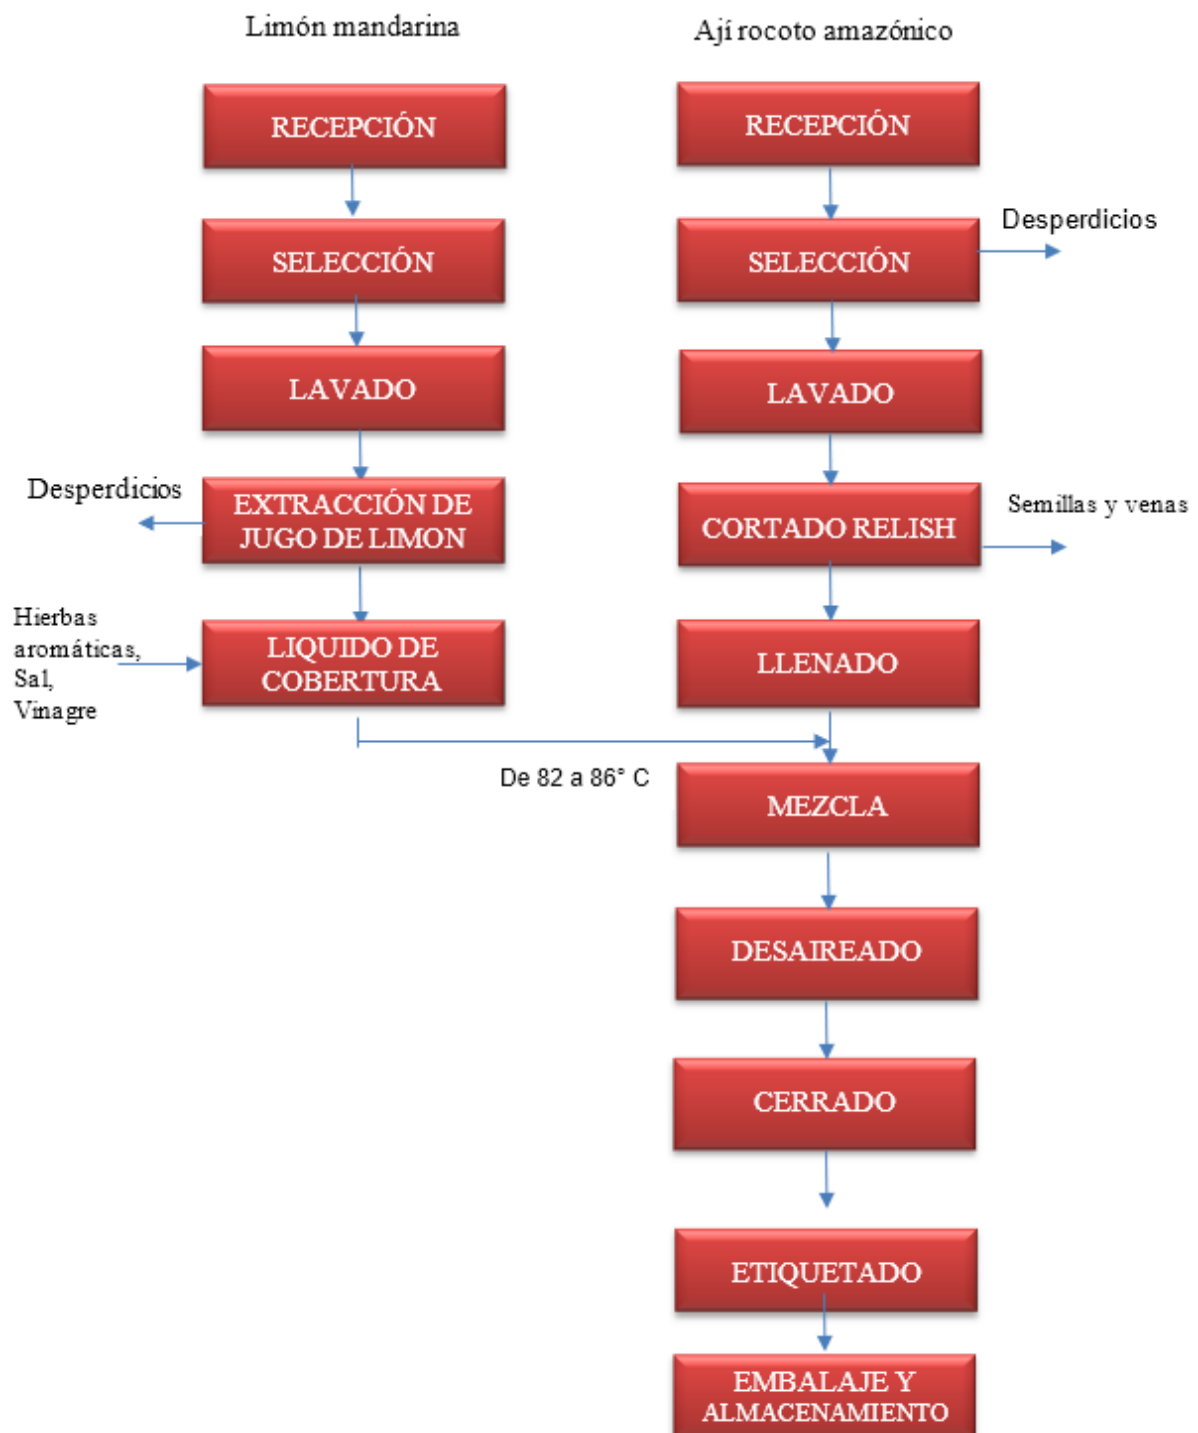 Limón mandarina
RECEPCIÓN
SELECCIÓN
LAVADO
Desperdicios
EXTRACCIÓN DE
JUGO DE LIMON
Hierbas
aromáticas,
Sal,
Vinagre
LIQUIDO DE
COBERTURA
De 82 a 86° C
Ají rocoto amazónico
RECEPCIÓN
SELECCIÓN
Desperdicios
LAVADO
CORTADO RELISH
Semillas y venas
LLENADO
MEZCLA
DESAIREADO
CERRADO
ETIQUETADO
EMBALAJE Y
ALMACENAMIENTO